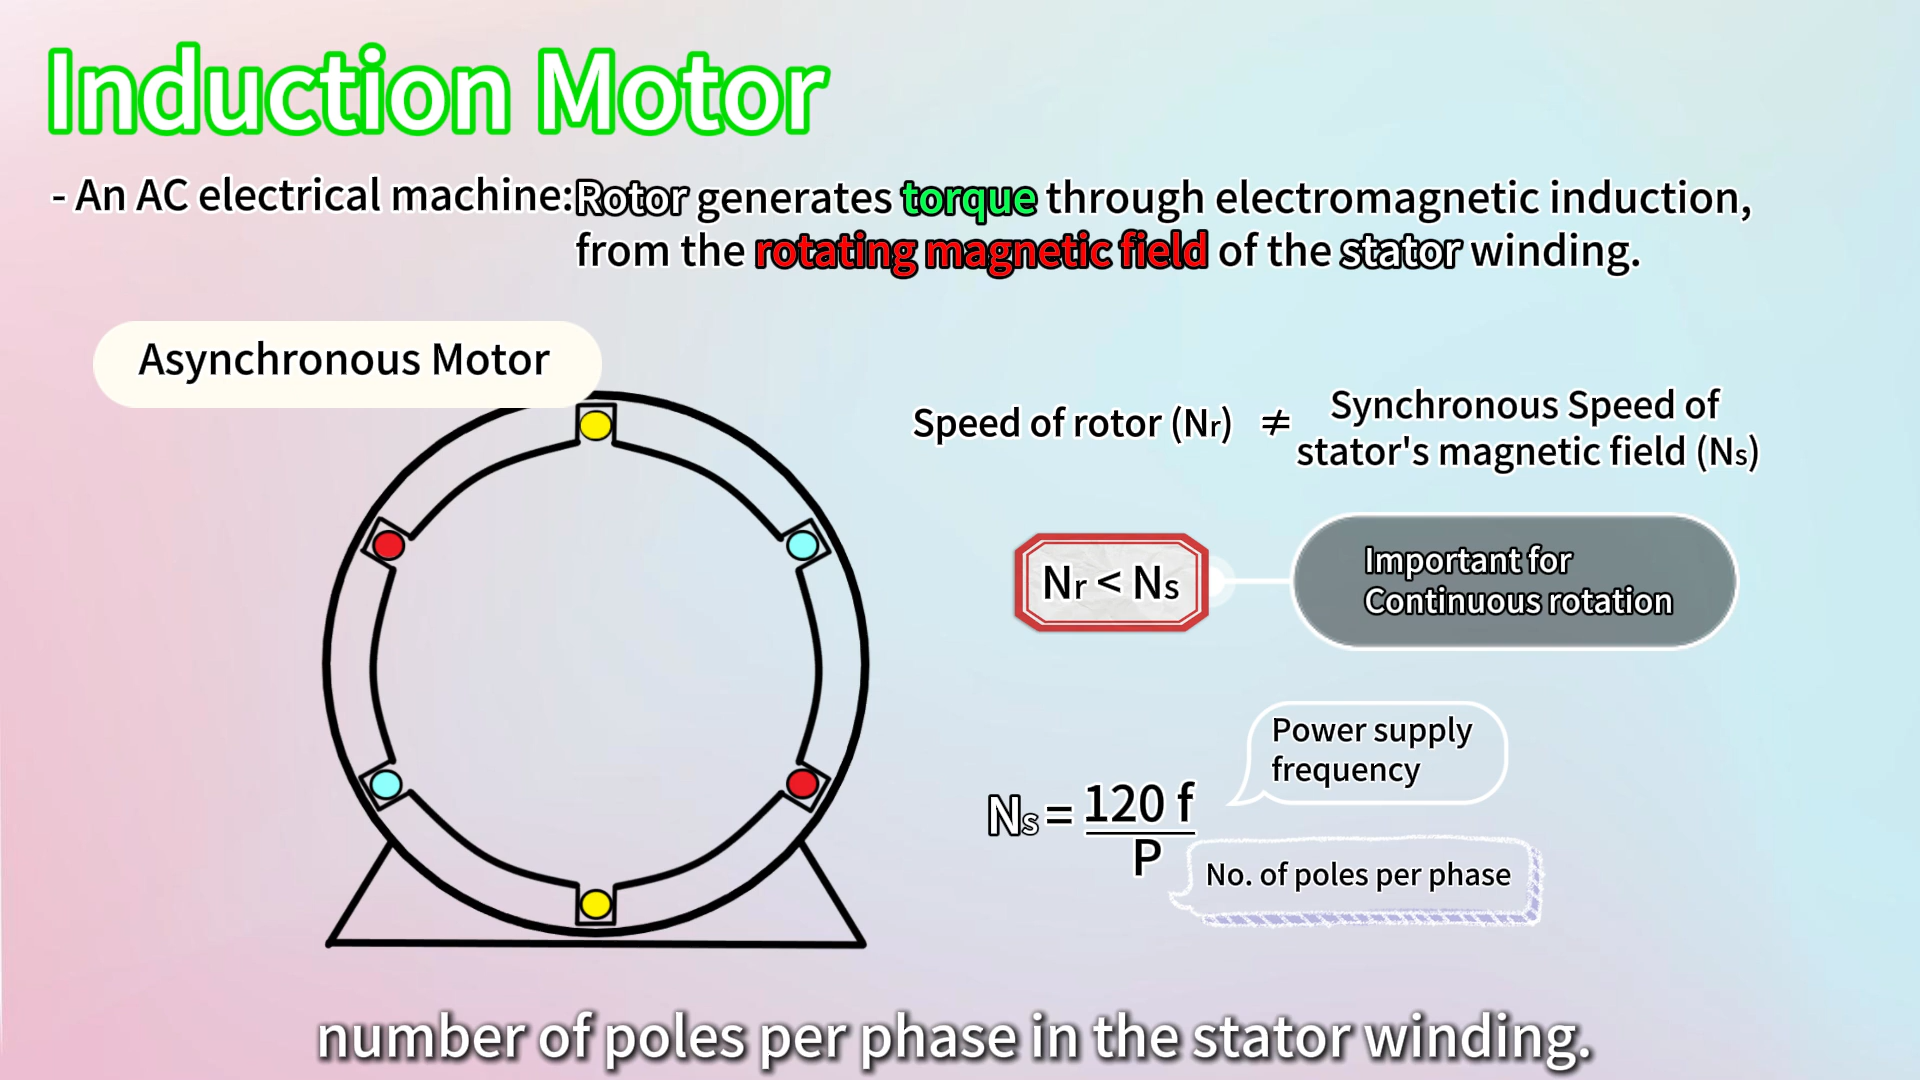 Induction Motor
- An AC electrical machine: Rotor generates torque through electromagnetic induction,
from the rotating magnetic field of the stator winding.
Asynchronous Motor
Speed of rotor (Nr) ≠ Synchronous Speed of
stator's magnetic field (Ns)
Nr < Ns
Important for
Continuous rotation
Power supply
frequency
Ns = 120 f
P
No. of poles per phase
number of poles per phase in the stator winding.